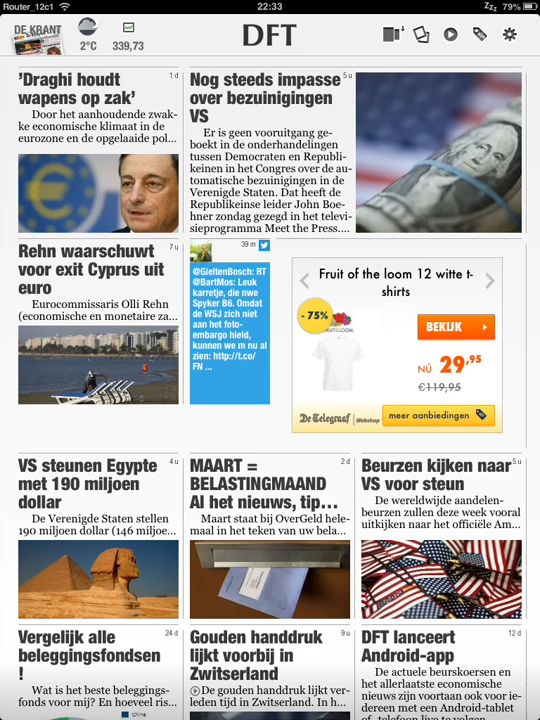 Router_12c1
22:33
79%
DE KRANT
2°C
339,73
DFT
'Draghi houdt
wapens op zak'
1 d
Door het aanhoudende zwak-
ke economische klimaat in de
eurozone en de opgelaaide pol...
Nog steeds impasse
over bezuinigingen
VS
5 u
Er is geen vooruitgang ge-
boekt in de onderhandelingen
tussen Democraten en Republi-
keinen in het Congres over de au-
tomatische bezuinigingen in de
Verenigde Staten. Dat heeft de
Republikeinse leider John Boe-
hner zondag gezegd in het televi-
sieprogramma Meet the Press....
Rehn waarschuwt
voor exit Cyprus uit
euro
7 u
Eurocommissaris Olli Rehn
(economische en monetaire za...
39 m
@GieltenBosch: RT
@BartMos: Leuk
karretje, die nwe
Spyker B6. Omdat
de WSJ zich niet
aan het foto-
embargo hield,
kunnen we m nu al
zien: http://t.co/
FN ...
Fruit of the loom 12 witte t-
shirts
- 75%
BEKIJK
NÚ 29,95
€119,95
De Telegraaf | Webshop
meer aanbiedingen
VS steunen Egypte
met 190 miljoen
dollar
4 u
De Verenigde Staten stellen
190 miljoen dollar (146 miljoe...
MAART =
BELASTINGMAAND
Al het nieuws, tip...
2 d
Maart staat bij OverGeld hele-
maal in het teken van uw bela...
Beurzen kijken naar
VS voor steun
5 u
De wereldwijde aandelen-
beurzen zullen deze week vooral
uitkijken naar het officiële Am...
Vergelijk alle
beleggingsfondsen
!
24 d
Wat is het beste beleggings-
fonds voor mij? En hoeveel ris...
China
Gouden handdruk
lijkt voorbij in
Zwitserland
9 u
De gouden handdruk lijkt ver-
leden tijd in Zwitserland. In h...
DFT lanceert
Android-app
12 d
De actuele beurskoersen en
het allerlaatste economische
nieuws zijn voortaan ook voor ie-
dereen met een Android-tablet